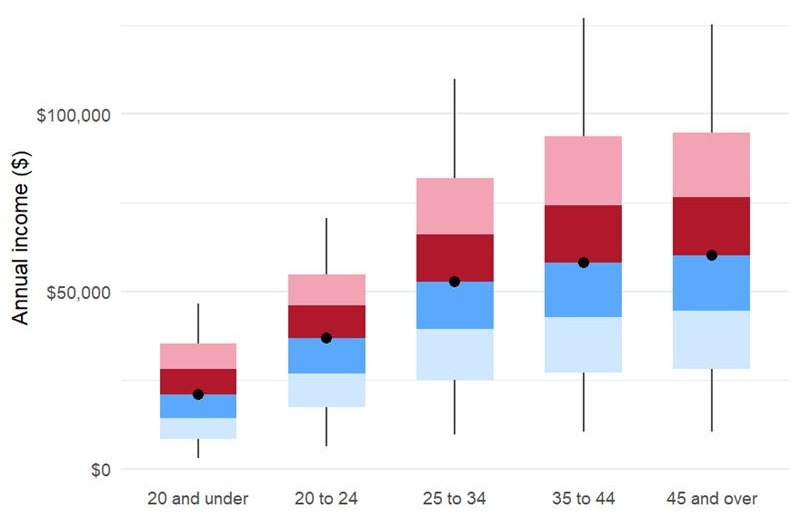 Annual income ($)
$100,000
$50,000
$0
20 and under
20 to 24
25 to 34
35 to 44
45 and over